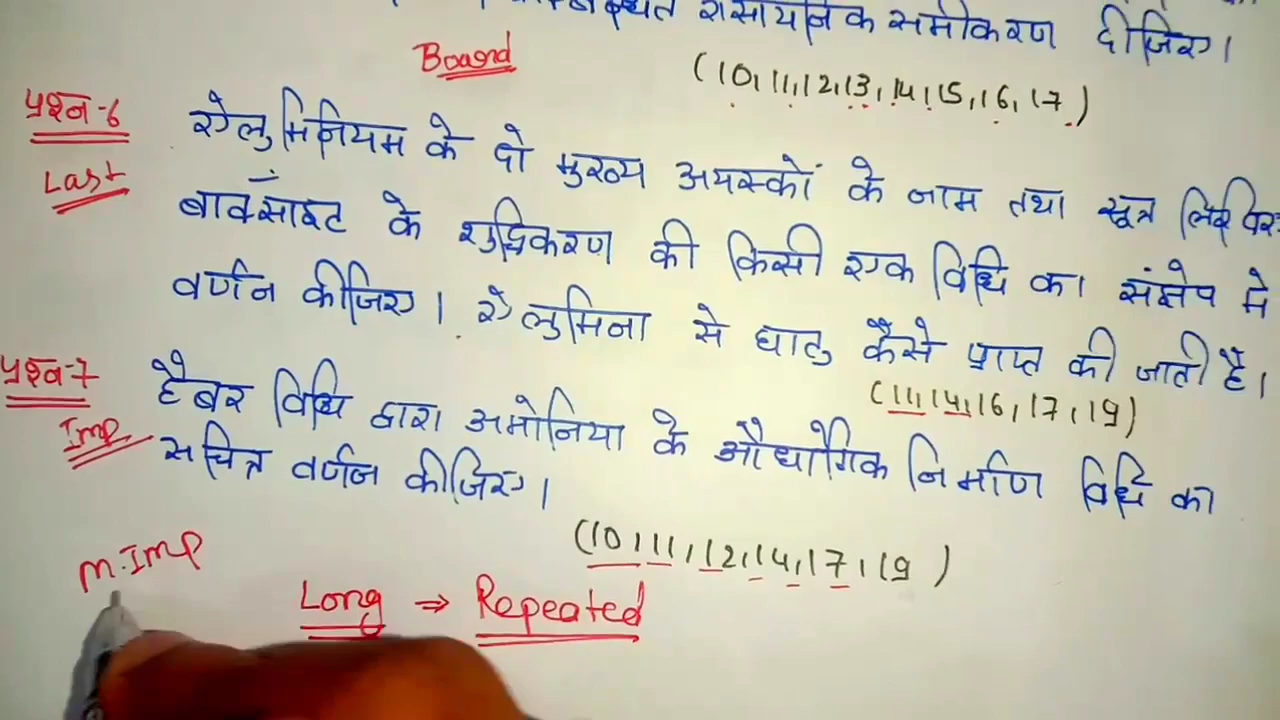 रासायनिक समीकरण दीजिए।
Board
(10, 11, 12, 13, 14, 15, 16, 17)
प्रश्न-6 ऐलुमिनियम के दो मुख्य अयस्कों के नाम तथा सूत्र लिखिए
Last बाक्साइट के शुद्धिकरण की किसी एक विधि का संक्षेप मे
वर्णन कीजिए। ऐलुमिना से धातु कैसे प्राप्त की जाती है।
(11, 14, 16, 17, 19)
प्रश्न-7 हैबर विधि द्वारा अमोनिया के औद्योगिक निर्माण विधि का
Imp सचित्र वर्णन कीजिए।
(10, 11, 12, 14, 17, 19)
M.Imp
Long ⇒ Repeated